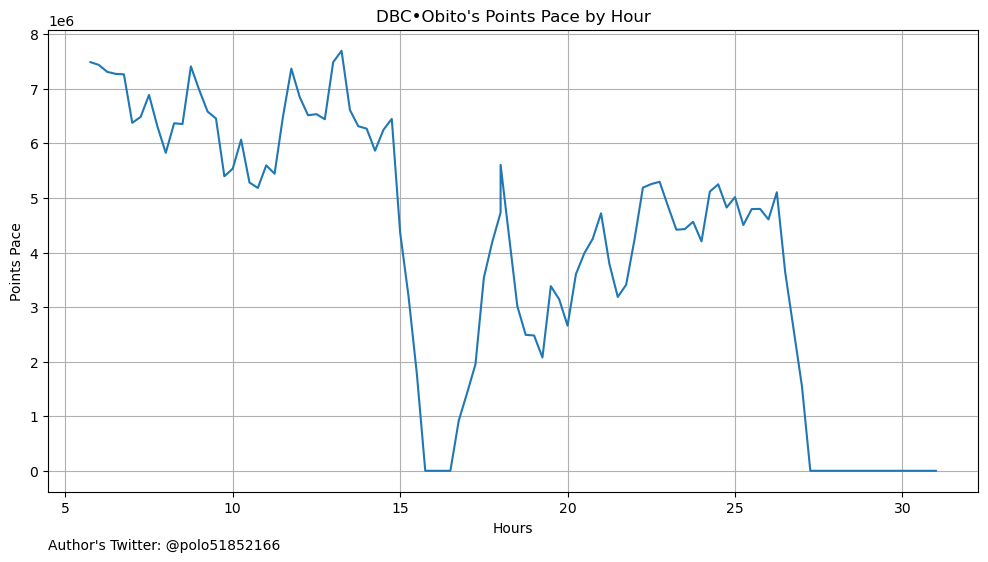 DBC•Obito's Points Pace by Hour
1e6
8
7
6
5
4
3
2
1
0
Points Pace
5 10 15 20 25 30
Hours
Author's Twitter: @polo51852166